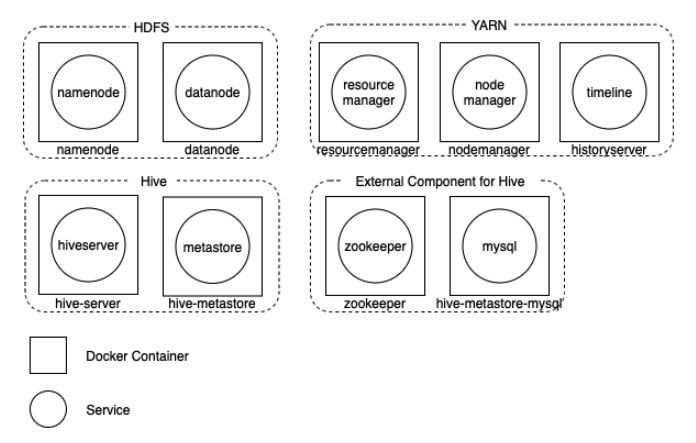 HDFS
YARN
namenode
datanode
resource
manager
node
manager
timeline
namenode
datanode
resourcemanager
nodemanager
historyserver
Hive
External Component for Hive
hiveserver
metastore
zookeeper
mysql
hive-server
hive-metastore
zookeeper
hive-metastore-mysql
Docker Container
Service